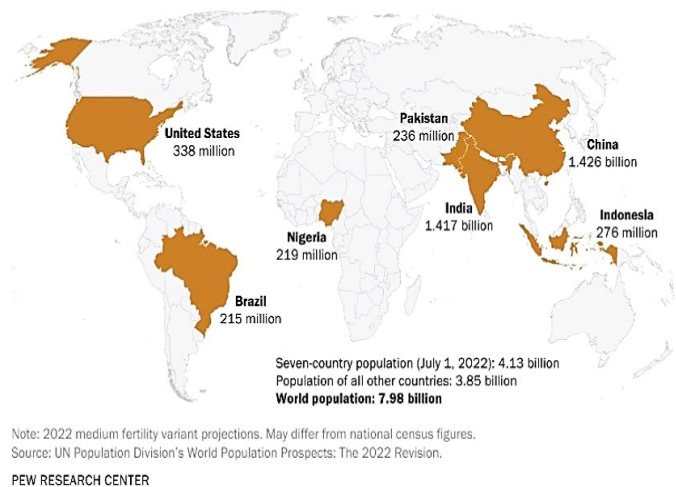 United States
338 million
Pakistan
236 million
China
1.426 billion
India
1.417 billion
Indonesia
276 million
Nigeria
219 million
Brazil
215 million
Seven-country population (July 1, 2022): 4.13 billion
Population of all other countries: 3.85 billion
World population: 7.98 billion
Note: 2022 medium fertility variant projections. May differ from national census figures.
Source: UN Population Division's World Population Prospects: The 2022 Revision.
PEW RESEARCH CENTER